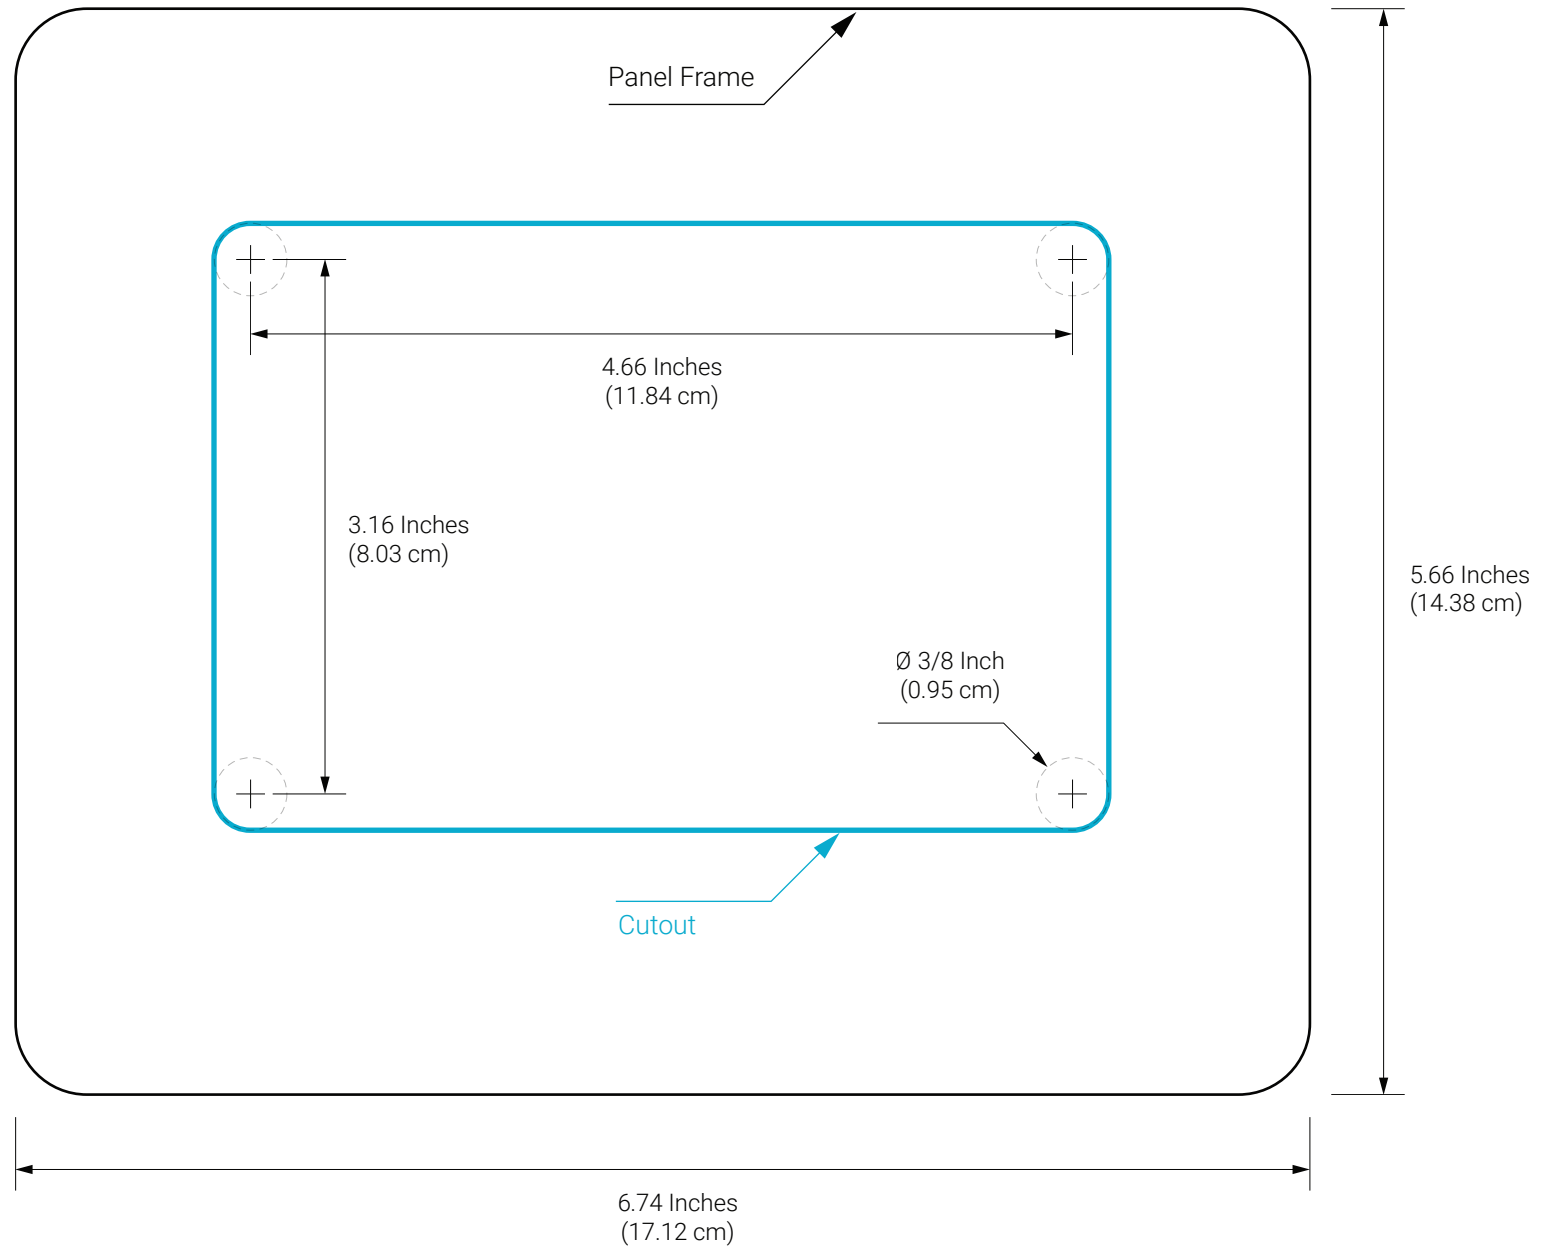 Panel Frame
4.66 Inches
(11.84 cm)
3.16 Inches
(8.03 cm)
5.66 Inches
(14.38 cm)
Ø 3/8 Inch
(0.95 cm)
Cutout
6.74 Inches
(17.12 cm)